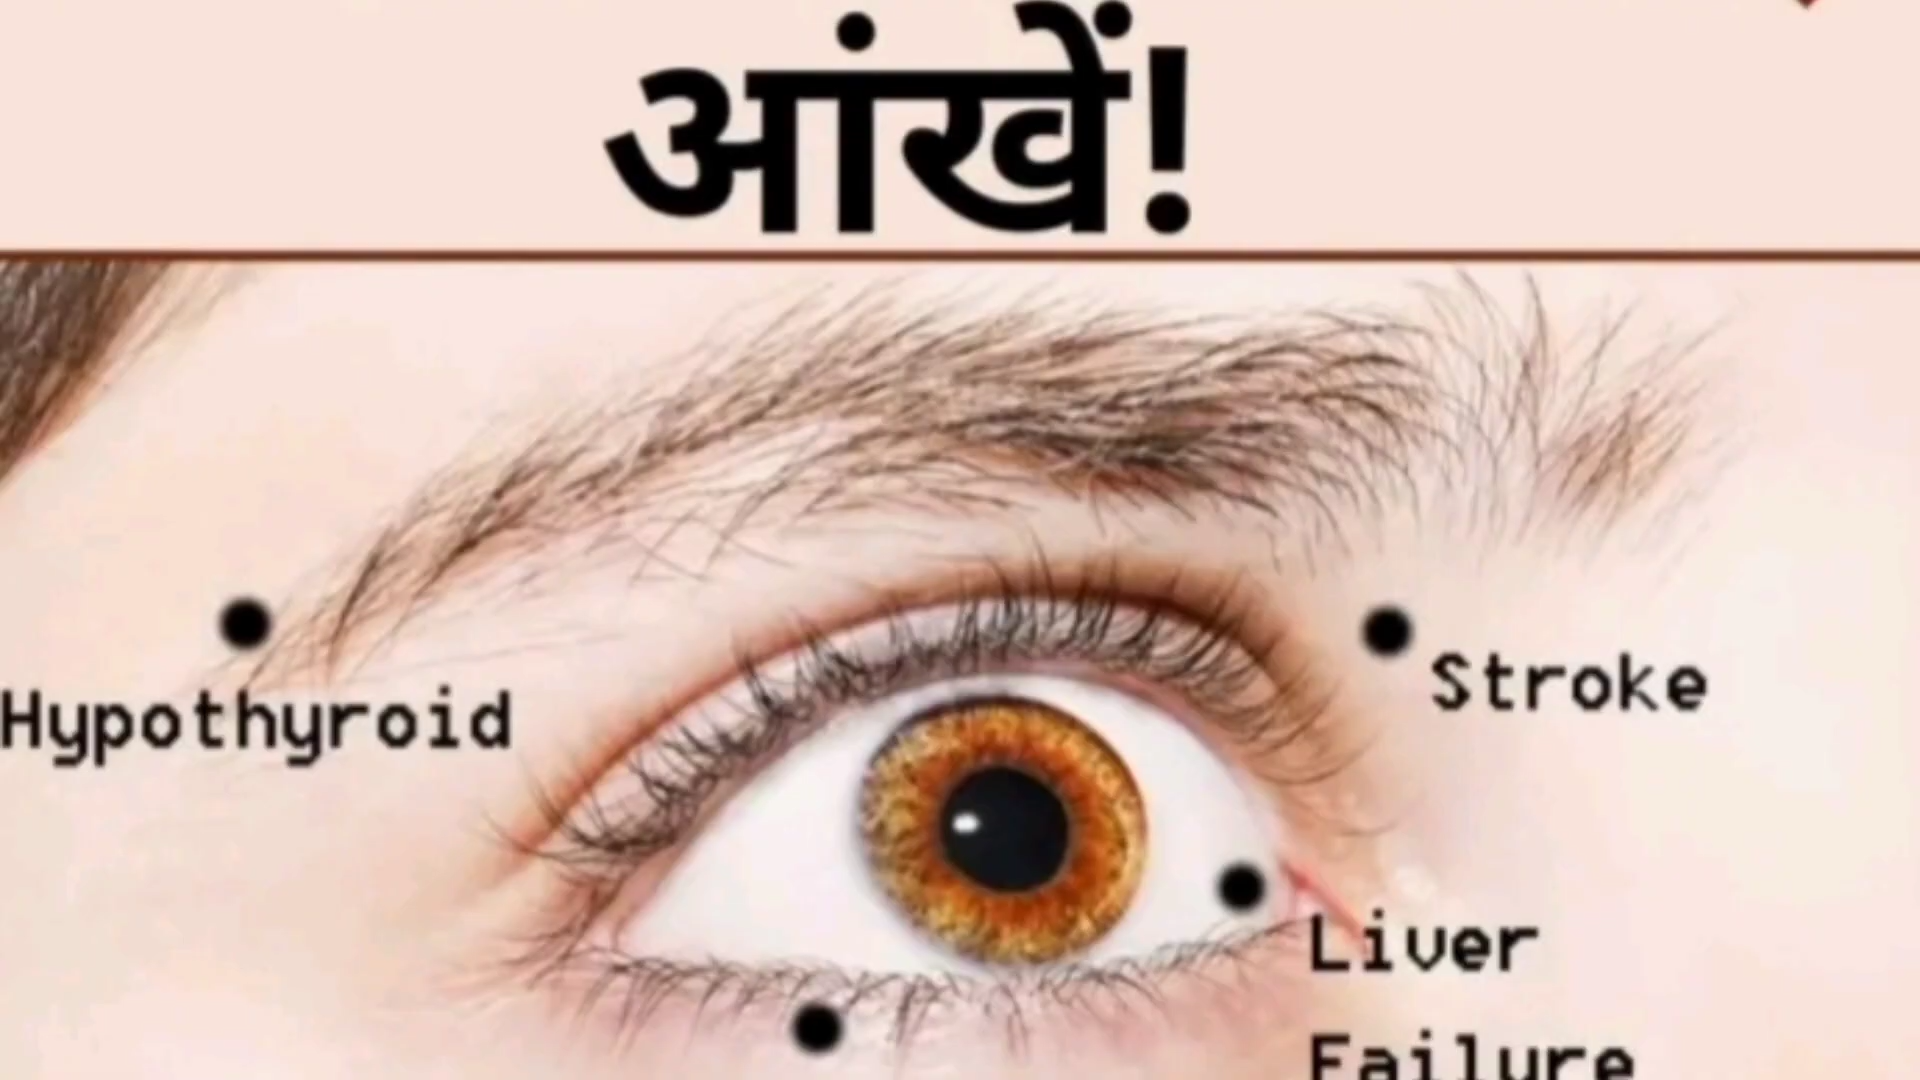 आंखें!
Hypothyroid
Stroke
Liver
Failure